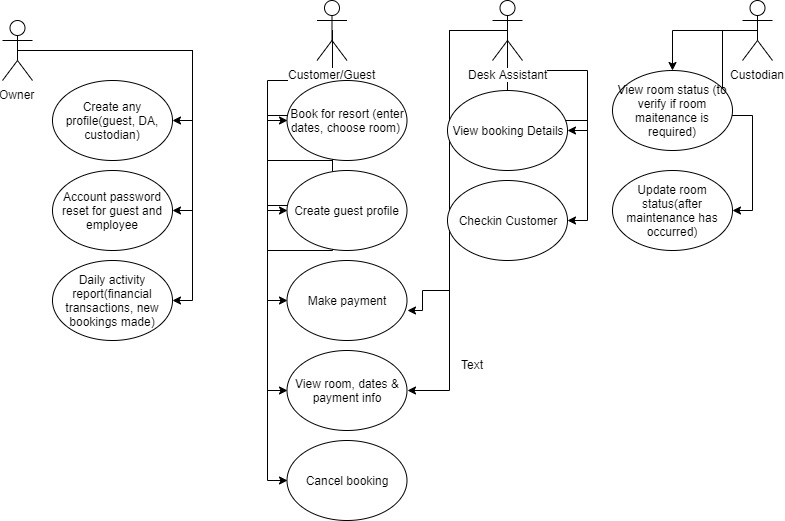 Owner
Create any
profile(guest, DA,
custodian)
Account password
reset for guest and
employee
Daily activity
report(financial
transactions, new
bookings made)
Customer/Guest
Book for resort (enter
dates, choose room)
Create guest profile
Make payment
View room, dates &
payment info
Cancel booking
Desk Assistant
View booking Details
Checkin Customer
Text
Custodian
View room status (to
verify if room
maitenance is
required)
Update room
status(after
maintenance has
occurred)